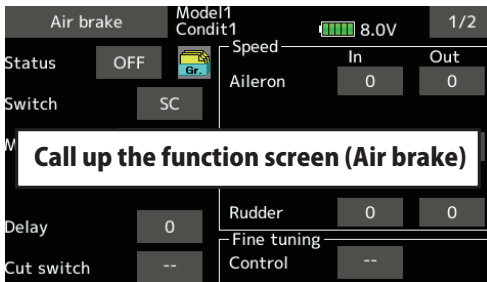 Air brake
Model1
Condit1
8.0V
1/2
Status
OFF
Gr.
Switch
SC
M
Delay
0
Cut switch
--
Speed
In
Out
Aileron
0
0
Rudder
0
0
Fine tuning
Control
--
Call up the function screen (Air brake)